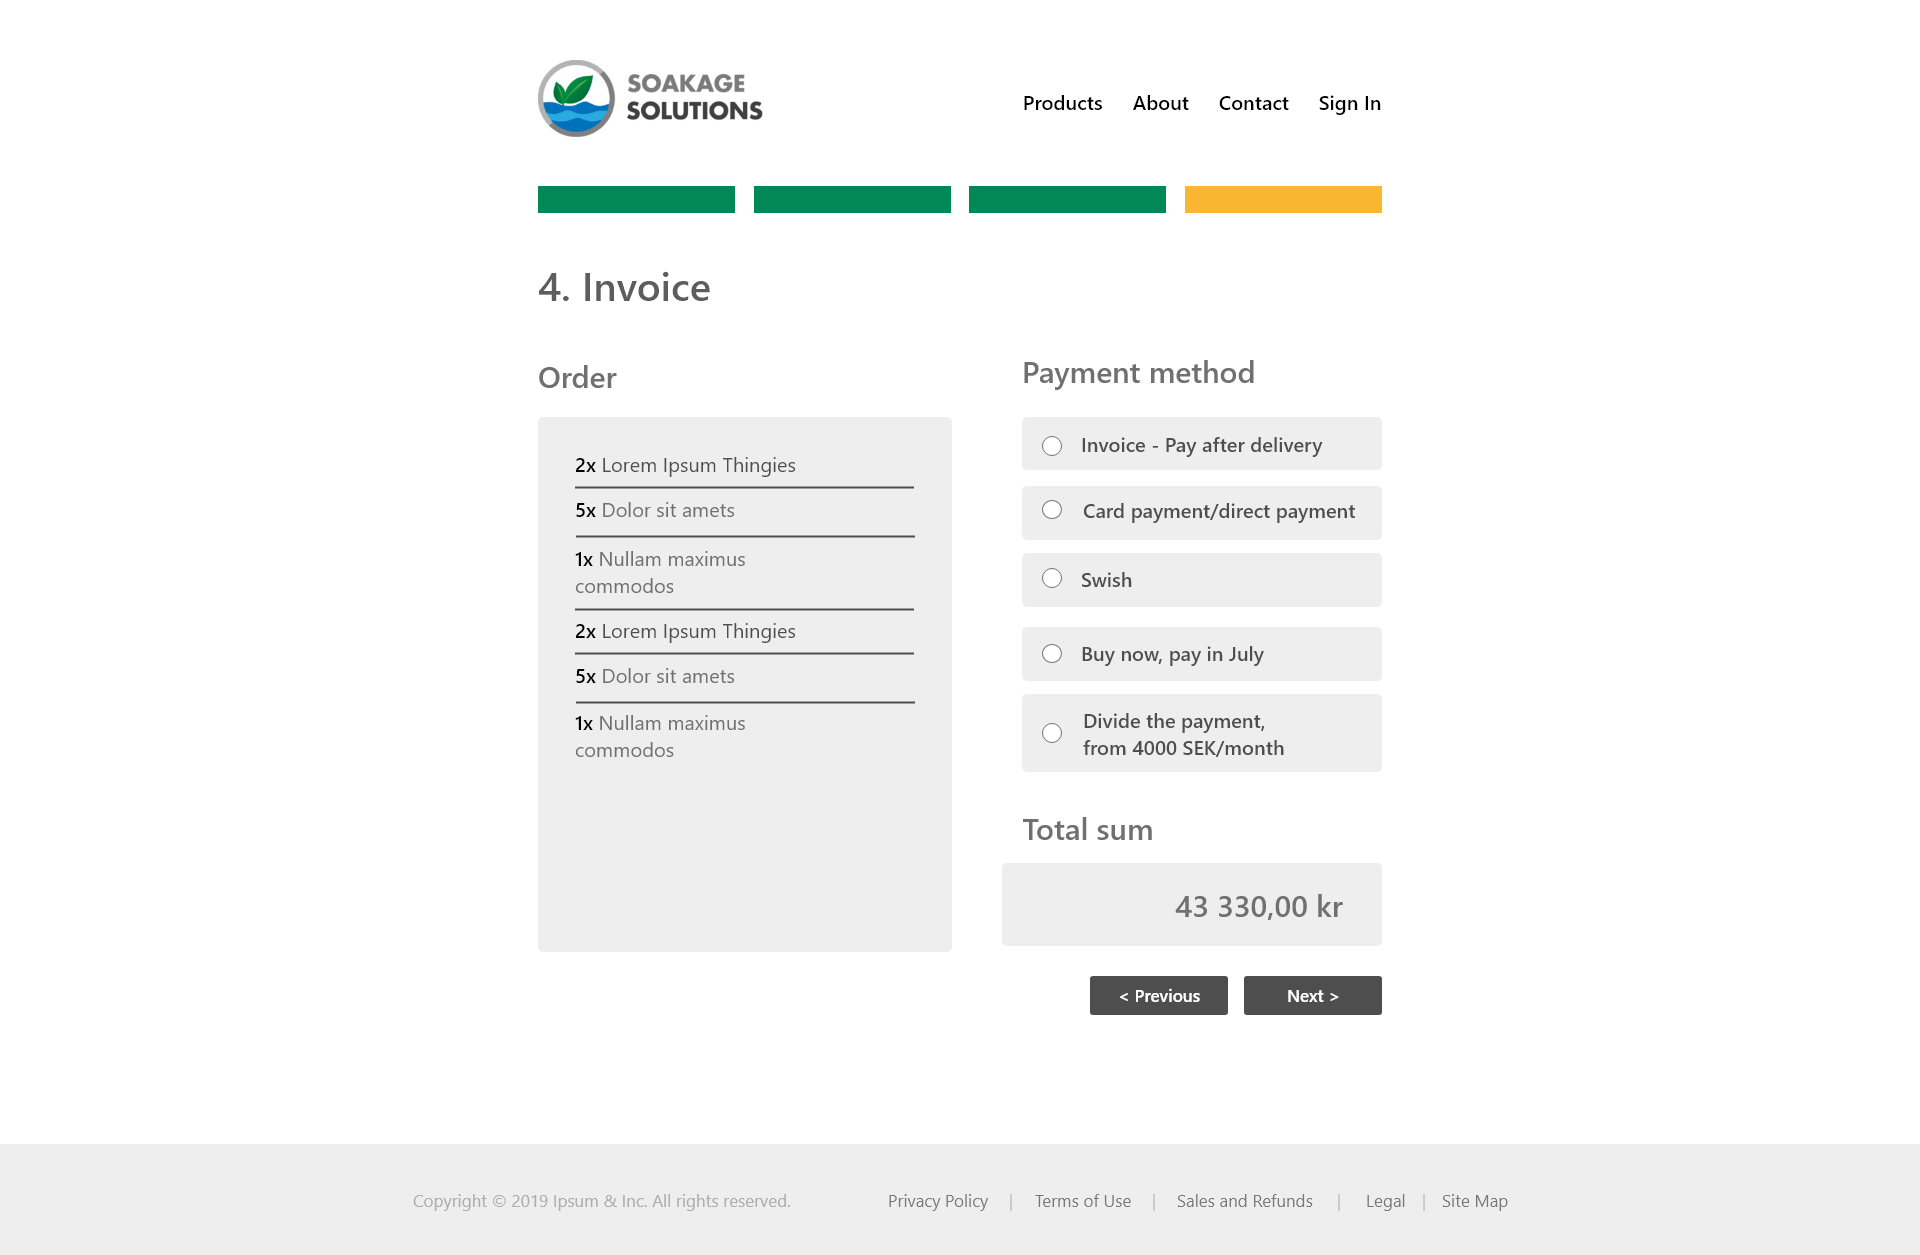 SOAKAGE
SOLUTIONS
Products About Contact Sign In
4. Invoice
Order
2x Lorem Ipsum Thingies
5x Dolor sit amets
1x Nullam maximus
commodos
2x Lorem Ipsum Thingies
5x Dolor sit amets
1x Nullam maximus
commodos
Payment method
Invoice - Pay after delivery
Card payment/direct payment
Swish
Buy now, pay in July
Divide the payment,
from 4000 SEK/month
Total sum
43 330,00 kr
< Previous Next >
Copyright © 2019 Ipsum & Inc. All rights reserved. Privacy Policy | Terms of Use | Sales and Refunds | Legal | Site Map